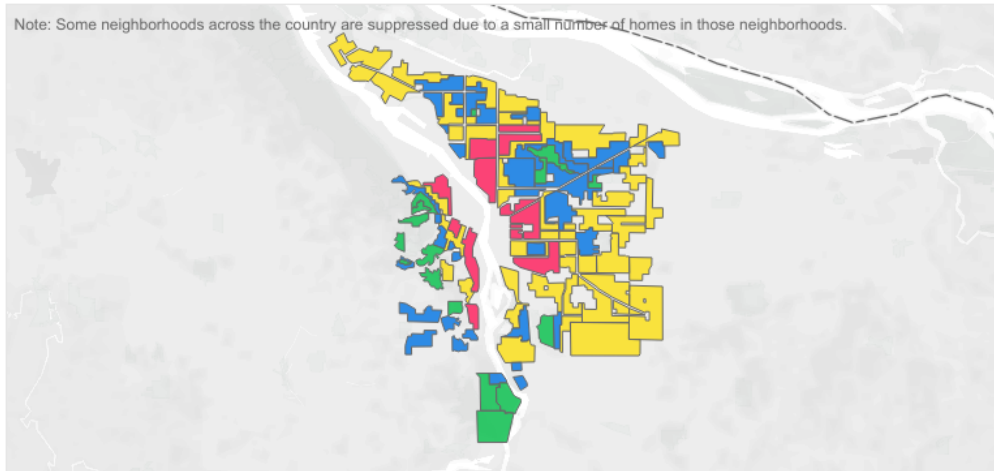 Note: Some neighborhoods across the country are suppressed due to a small number of homes in those neighborhoods.